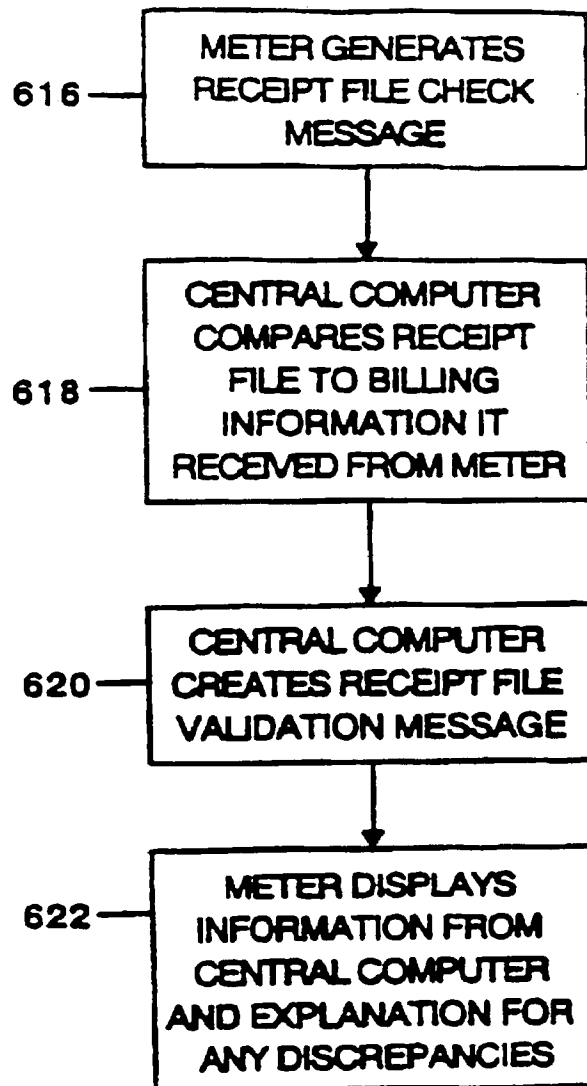 METER GENERATES
RECEIPT FILE CHECK
MESSAGE
616
CENTRAL COMPUTER
COMPARES RECEIPT
FILE TO BILLING
INFORMATION IT
RECEIVED FROM METER
618
CENTRAL COMPUTER
CREATES RECEIPT FILE
VALIDATION MESSAGE
620
METER DISPLAYS
INFORMATION FROM
CENTRAL COMPUTER
AND EXPLANATION FOR
ANY DISCREPANCIES
622